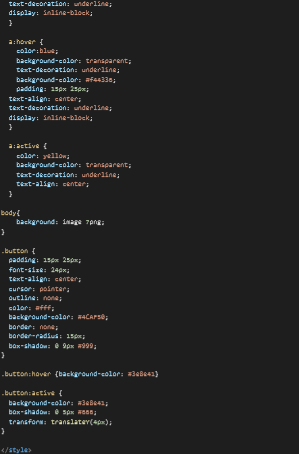 text-decoration: underline;
display: inline-block;
}
a:hover {
color:blue;
background-color: transparent;
text-decoration: underline;
background-color: #f44336;
padding: 15px 25px;
text-align: center;
text-decoration: underline;
display: inline-block;
}
a:active {
color: yellow;
background-color: transparent;
text-decoration: underline;
text-align: center;
}
body{
background: image 7png;
}
.button {
padding: 15px 25px;
font-size: 24px;
text-align: center;
cursor: pointer;
outline: none;
color: #fff;
background-color: #4CAF50;
border: none;
border-radius: 15px;
box-shadow: 0 9px #999;
}
.button:hover {background-color: #3e8e41}
.button:active {
background-color: #3e8e41;
box-shadow: 0 5px #666;
transform: translateY(4px);
}
</style>